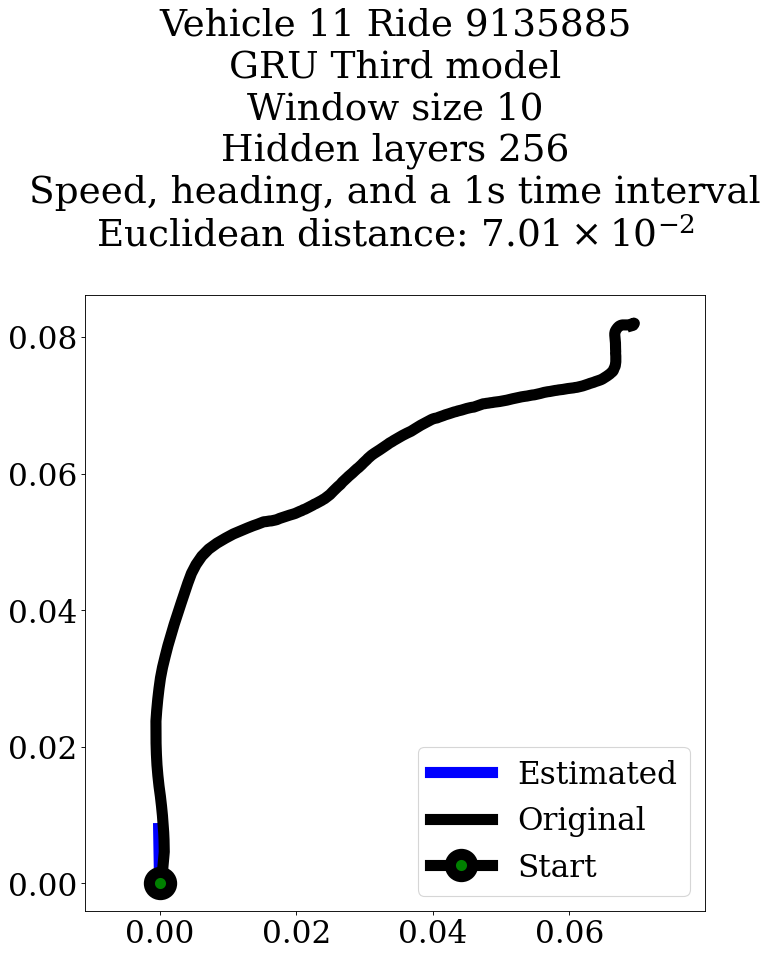 Vehicle 11 Ride 9135885
GRU Third model
Window size 10
Hidden layers 256
Speed, heading, and a 1s time interval
Euclidean distance: 7.01 × 10⁻²
0.08
0.06
0.04
0.02
0.00
Estimated
Original
Start
0.00 0.02 0.04 0.06